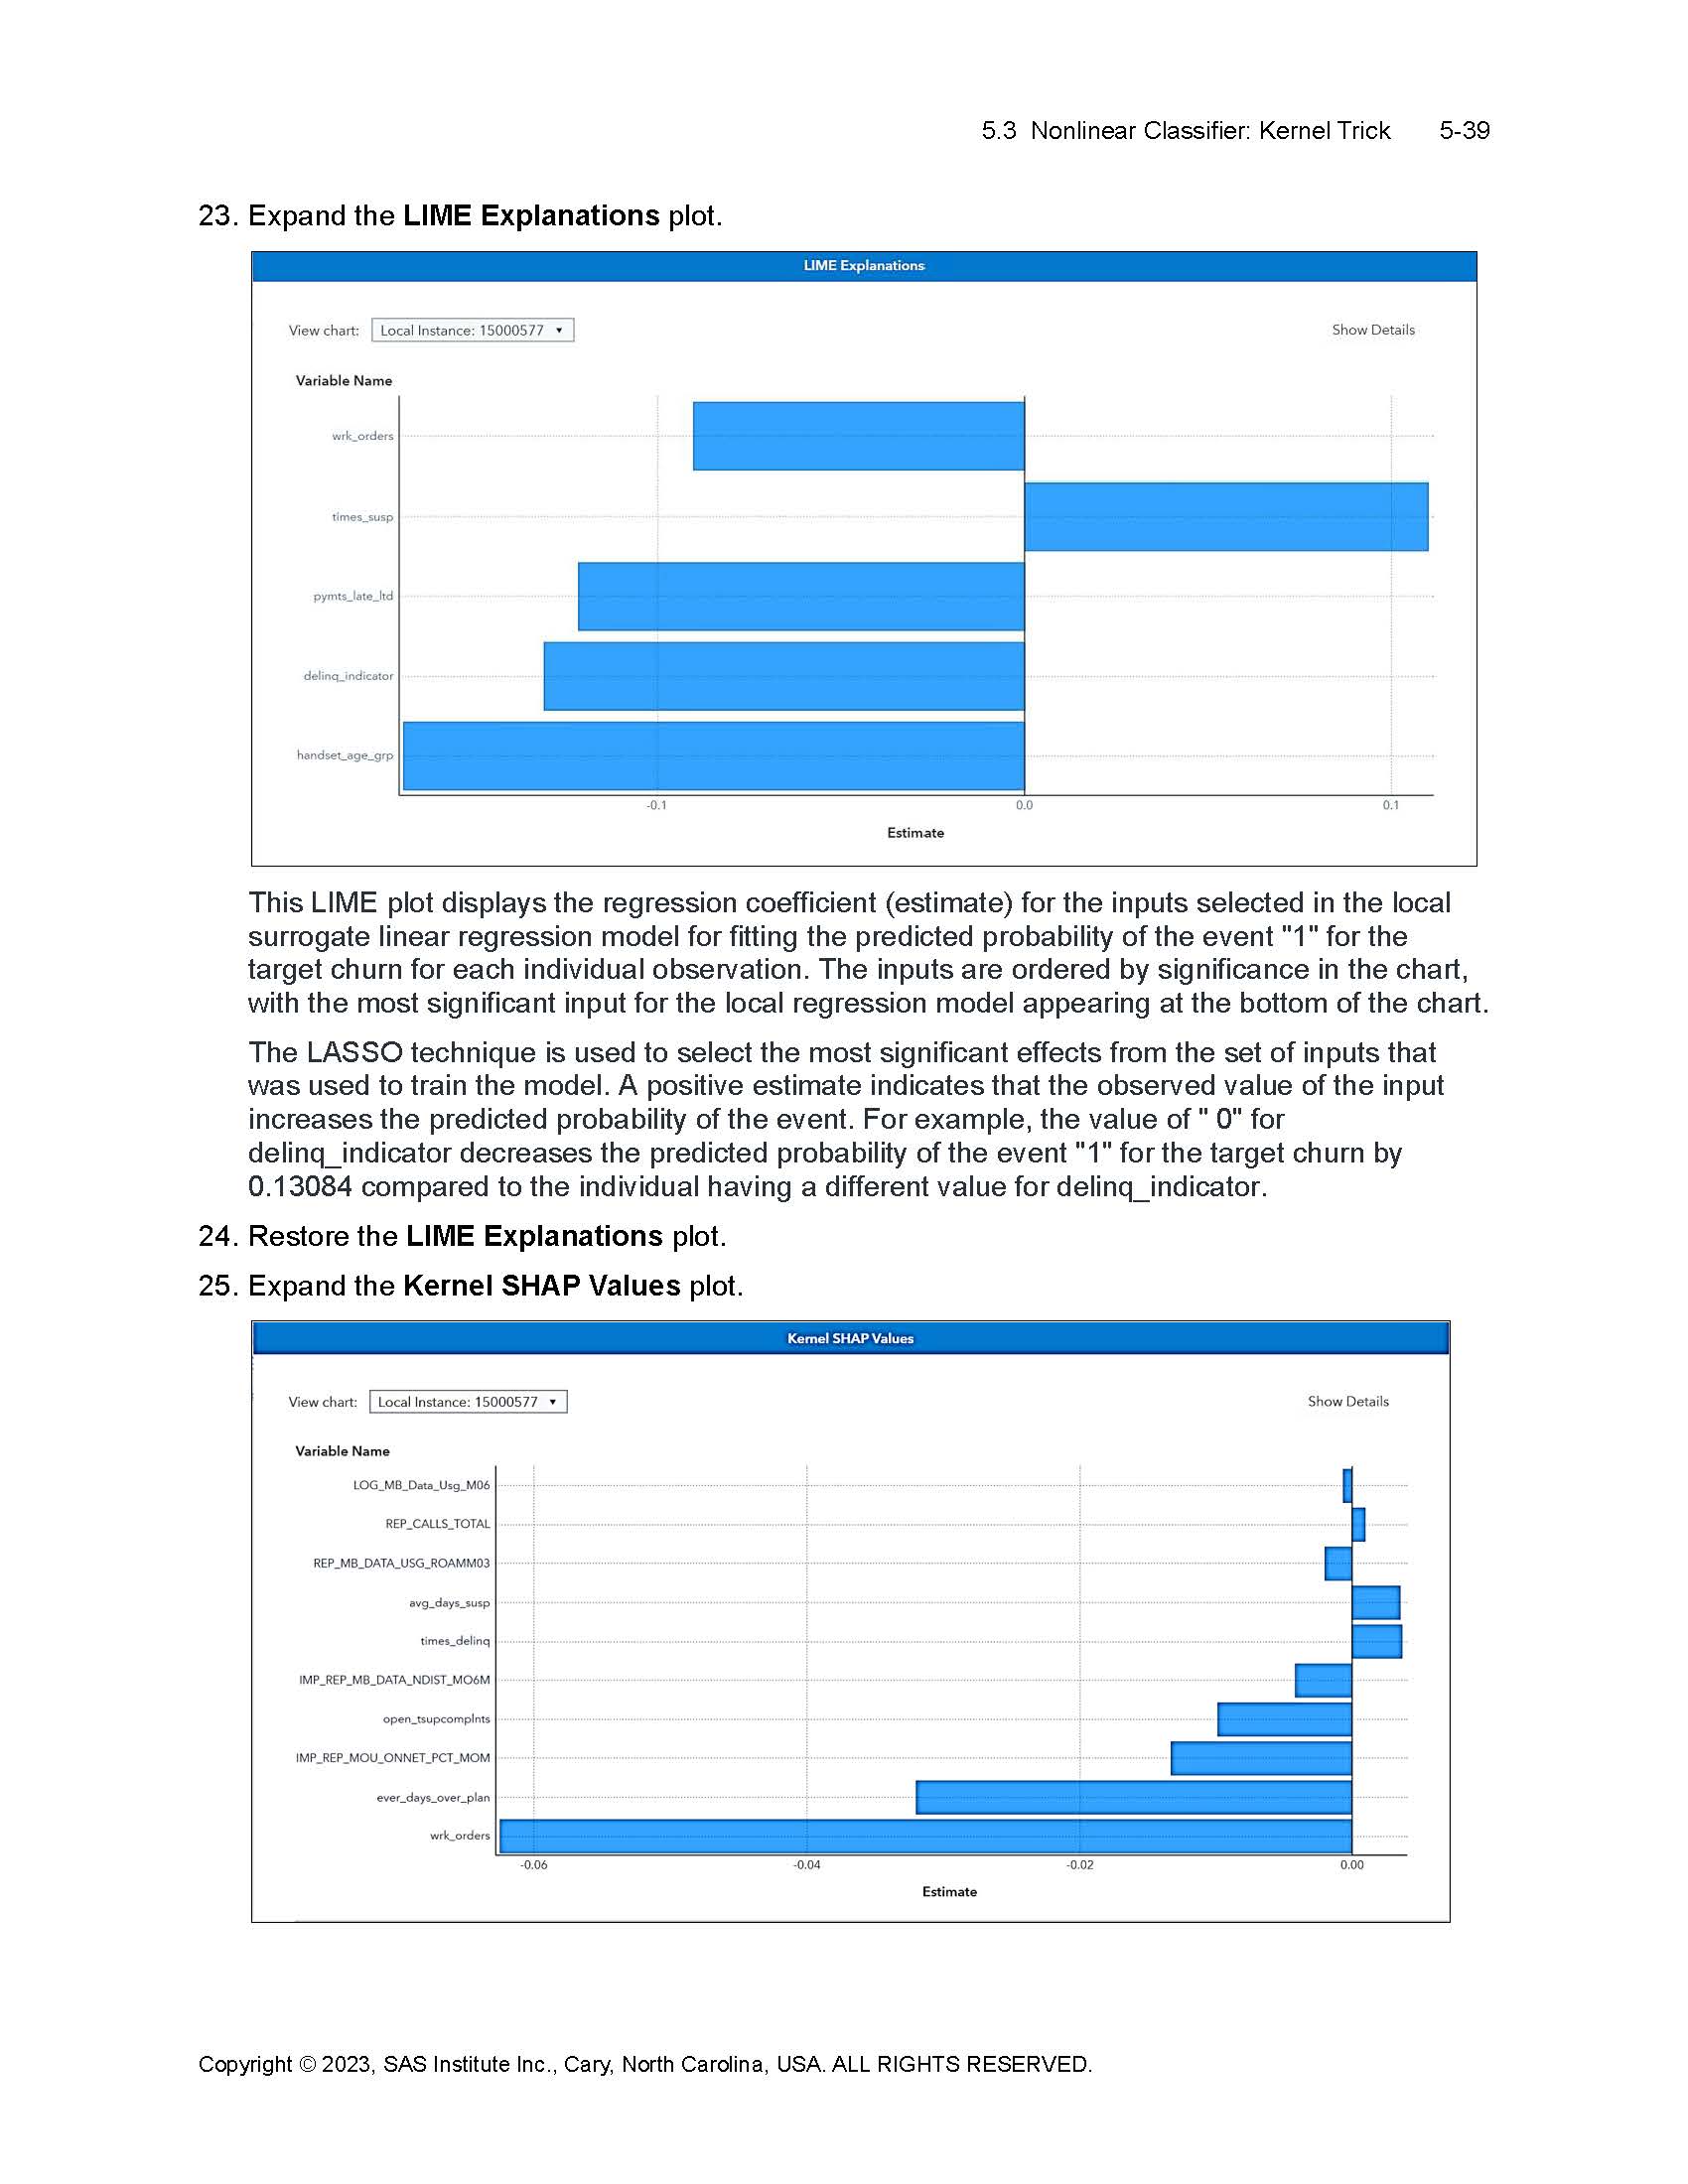 5.3 Nonlinear Classifier: Kernel Trick 5-39
23. Expand the LIME Explanations plot.
LIME Explanations
View chart: Local Instance: 15000577 ▼ Show Details
Variable Name
wrk_orders
times_susp
pymts_late_ltd
delinq_indicator
handset_age_grp
-0.1 0.0 0.1
Estimate
This LIME plot displays the regression coefficient (estimate) for the inputs selected in the local
surrogate linear regression model for fitting the predicted probability of the event "1" for the
target churn for each individual observation. The inputs are ordered by significance in the chart,
with the most significant input for the local regression model appearing at the bottom of the chart.
The LASSO technique is used to select the most significant effects from the set of inputs that
was used to train the model. A positive estimate indicates that the observed value of the input
increases the predicted probability of the event. For example, the value of " 0" for
delinq_indicator decreases the predicted probability of the event "1" for the target churn by
0.13084 compared to the individual having a different value for delinq_indicator.
24. Restore the LIME Explanations plot.
25. Expand the Kernel SHAP Values plot.
Kernel SHAP Values
View chart: Local Instance: 15000577 ▼ Show Details
Variable Name
LOG_MB_Data_Usg_M06
REP_CALLS_TOTAL
REP_MB_DATA_USG_ROAMM03
avg_days_susp
times_delinq
IMP_REP_MB_DATA_NDIST_MO6M
open_tsupcomplnts
IMP_REP_MOU_ONNET_PCT_MOM
ever_days_over_plan
wrk_orders
-0.06 -0.04 -0.02 0.00
Estimate
Copyright © 2023, SAS Institute Inc., Cary, North Carolina, USA. ALL RIGHTS RESERVED.